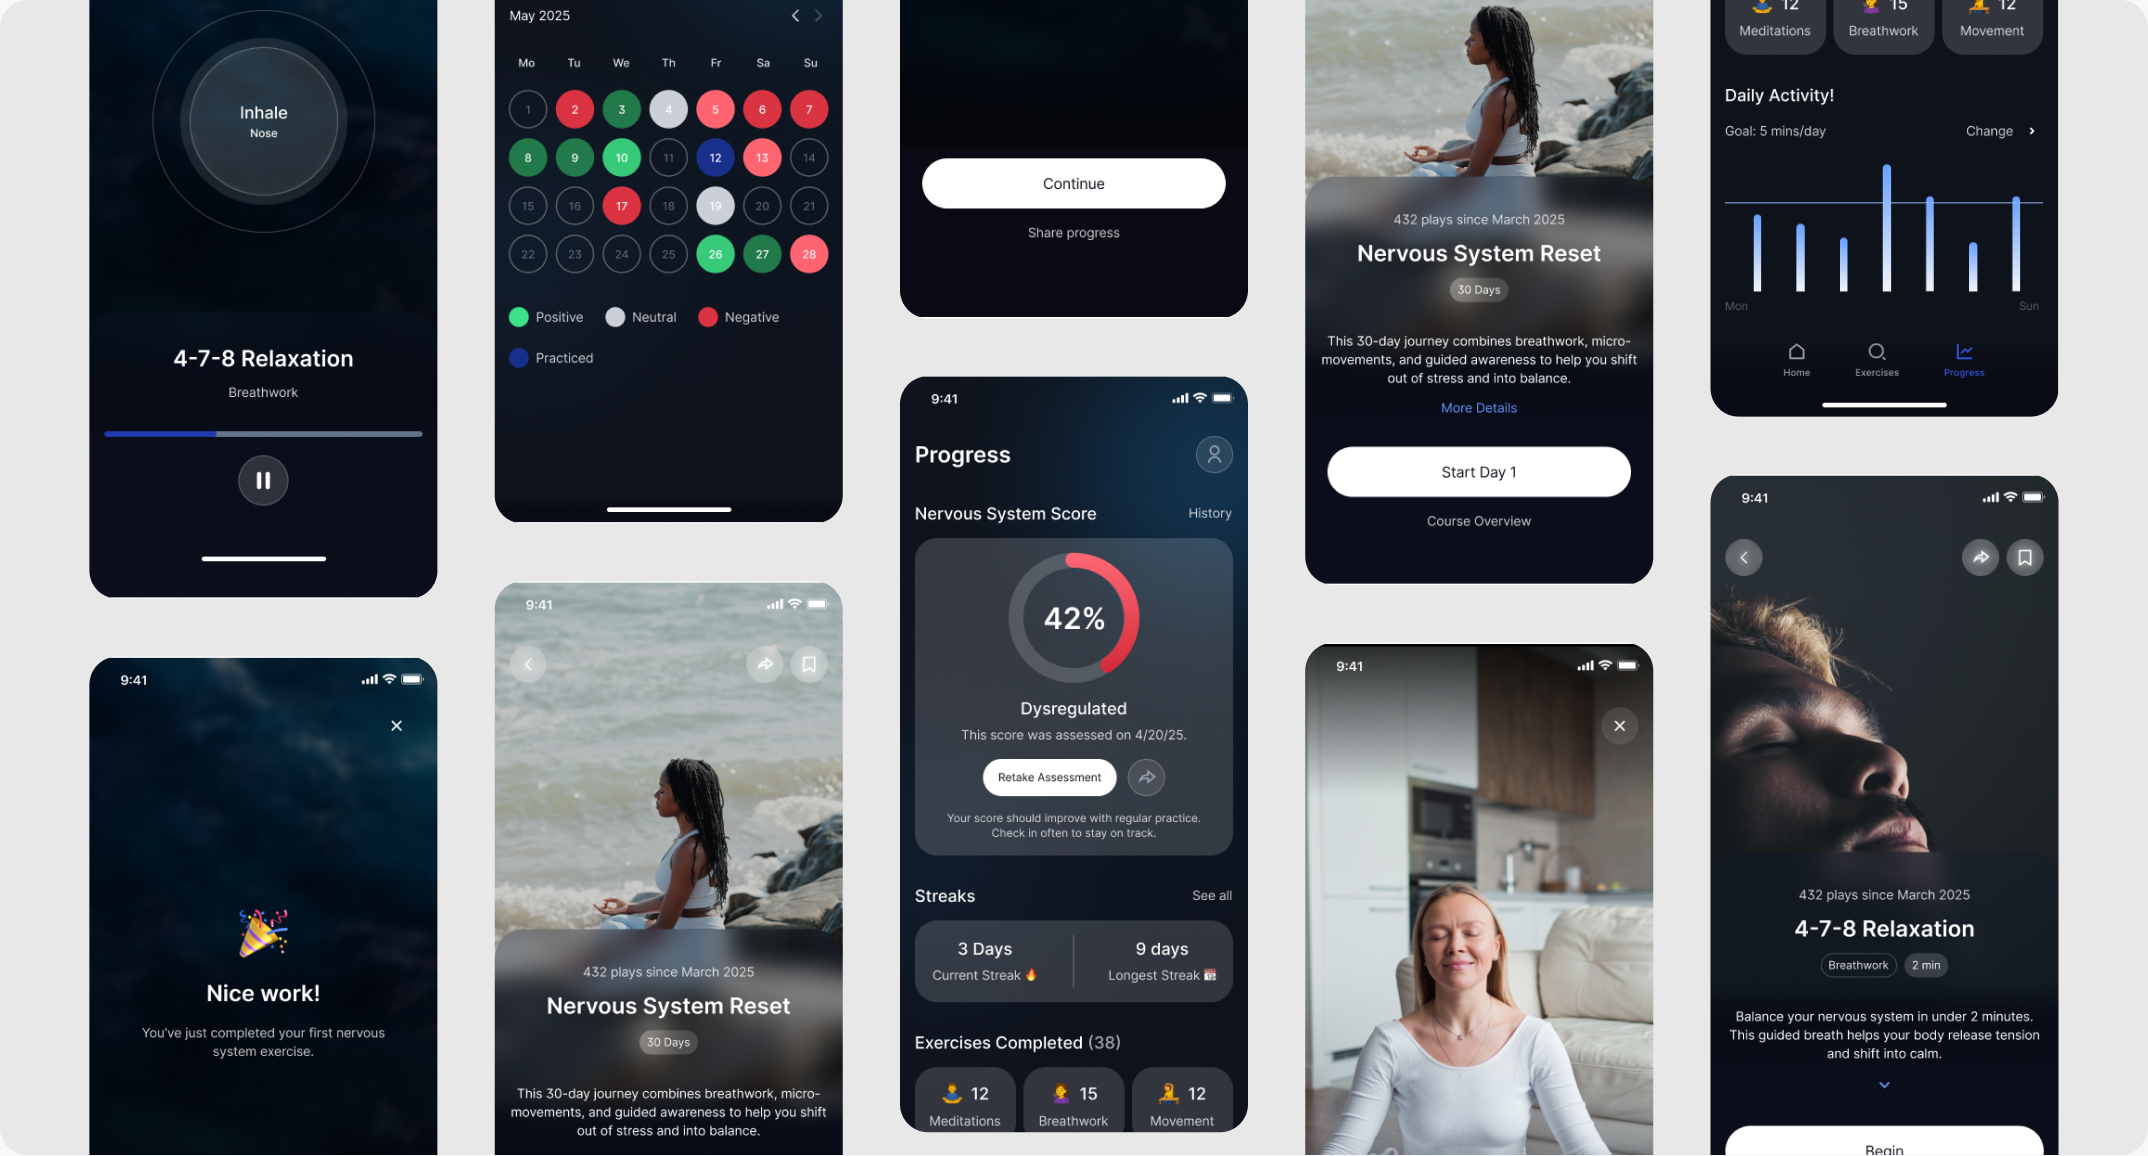 Inhale
Nose
4-7-8 Relaxation
Breathwork
9:41
Nice work!
You've just completed your first nervous
system exercise.
May 2025
Mo Tu We Th Fr Sa Su
1 2 3 4 5 6 7
8 9 10 11 12 13 14
15 16 17 18 19 20 21
22 23 24 25 26 27 28
Positive Neutral Negative
Practiced
9:41
432 plays since March 2025
Nervous System Reset
30 Days
This 30-day journey combines breathwork, micro-
movements, and guided awareness to help you shift
out of stress and into balance.
Continue
Share progress
9:41
Progress
Nervous System Score History
42%
Dysregulated
This score was assessed on 4/20/25.
Retake Assessment
Your score should improve with regular practice.
Check in often to stay on track.
Streaks See all
3 Days 9 days
Current Streak Longest Streak
Exercises Completed (38)
12 15 12
Meditations Breathwork Movement
432 plays since March 2025
Nervous System Reset
30 Days
This 30-day journey combines breathwork, micro-
movements, and guided awareness to help you shift
out of stress and into balance.
More Details
Start Day 1
Course Overview
9:41
12 15 12
Meditations Breathwork Movement
Daily Activity!
Goal: 5 mins/day Change
Mon Sun
Home Exercises Progress
9:41
432 plays since March 2025
4-7-8 Relaxation
Breathwork 2 min
Balance your nervous system in under 2 minutes.
This guided breath helps your body release tension
and shift into calm.
Begin